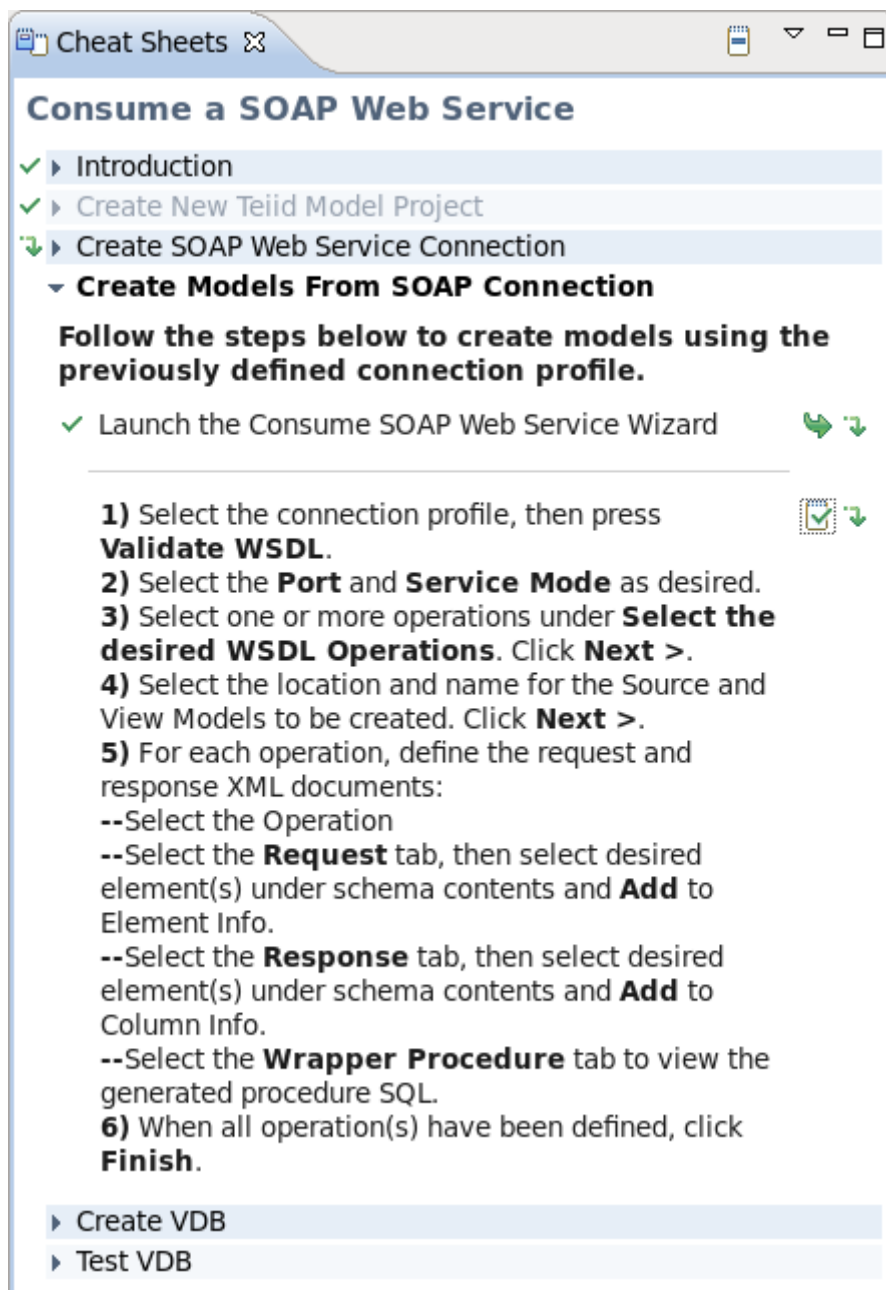 Cheat Sheets
Consume a SOAP Web Service
Introduction
Create New Teiid Model Project
Create SOAP Web Service Connection
Create Models From SOAP Connection
Follow the steps below to create models using the
previously defined connection profile.
Launch the Consume SOAP Web Service Wizard
1) Select the connection profile, then press
Validate WSDL.
2) Select the Port and Service Mode as desired.
3) Select one or more operations under Select the
desired WSDL Operations. Click Next >.
4) Select the location and name for the Source and
View Models to be created. Click Next >.
5) For each operation, define the request and
response XML documents:
--Select the Operation
--Select the Request tab, then select desired
element(s) under schema contents and Add to
Element Info.
--Select the Response tab, then select desired
element(s) under schema contents and Add to
Column Info.
--Select the Wrapper Procedure tab to view the
generated procedure SQL.
6) When all operation(s) have been defined, click
Finish.
Create VDB
Test VDB